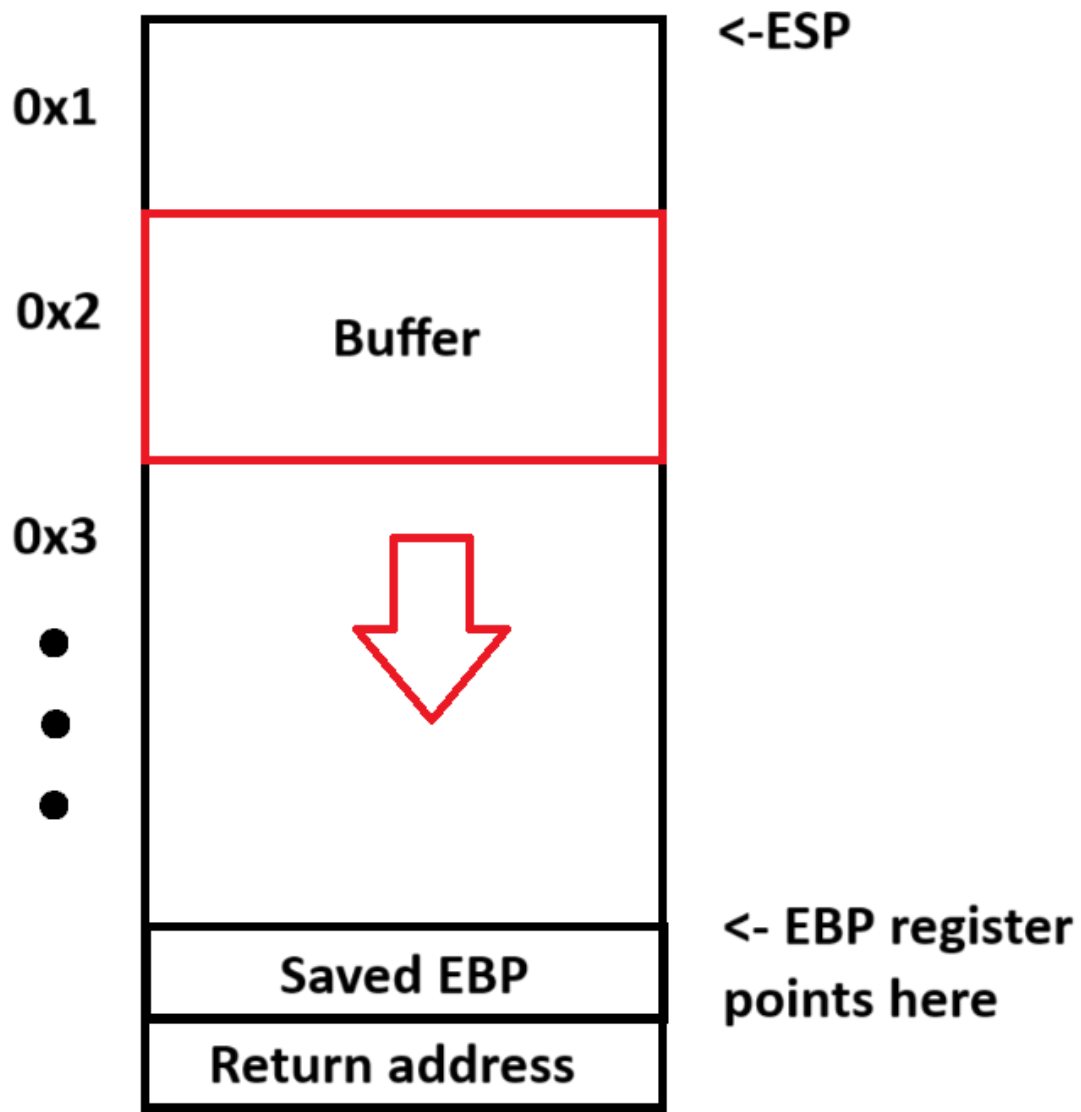 <-ESP
0x1
0x2
Buffer
0x3
<- EBP register
points here
Saved EBP
Return address